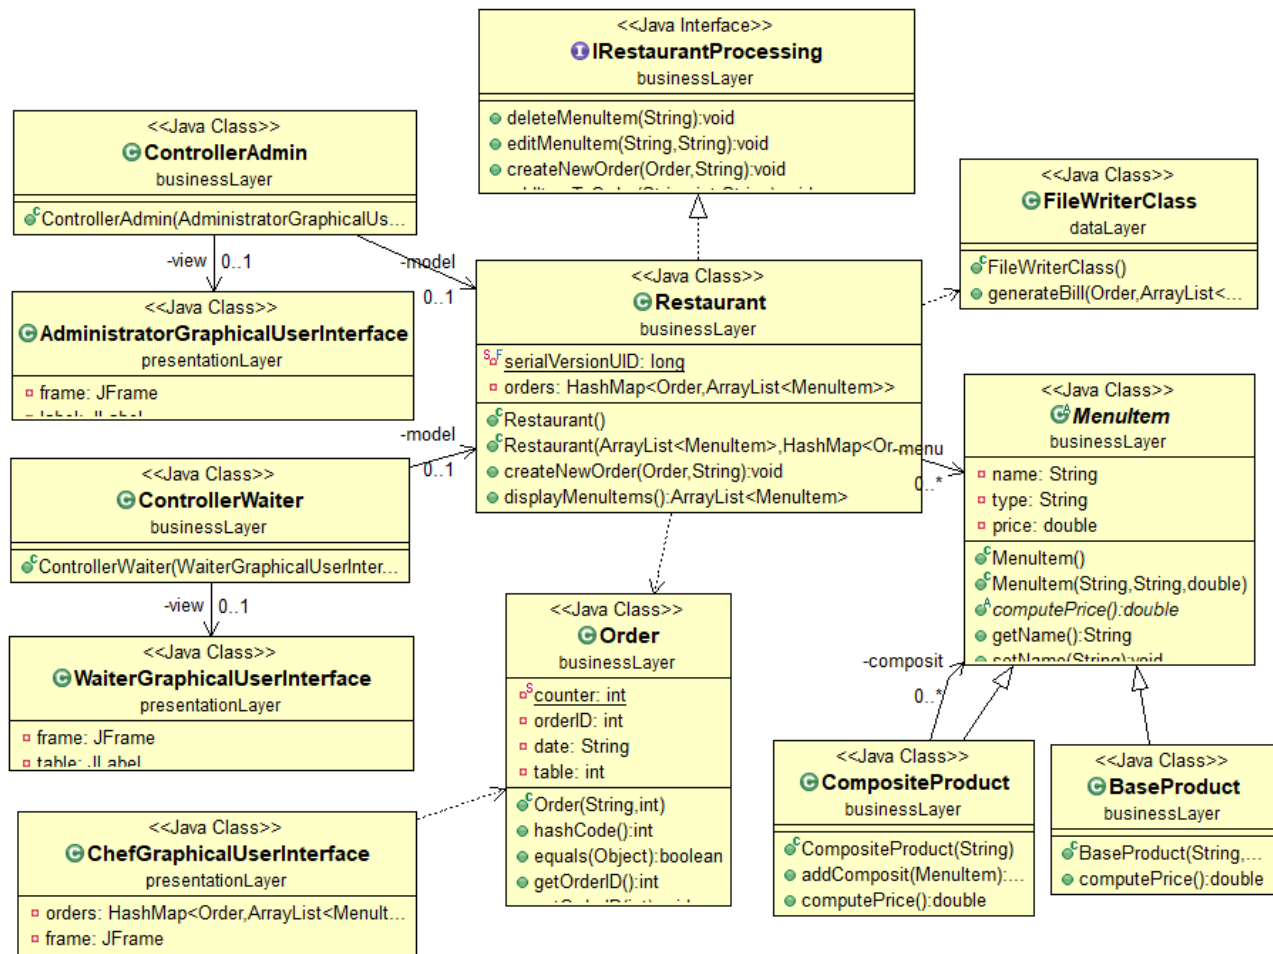 <<Java Interface>>
IRestaurantProcessing
businessLayer
deleteMenuItem(String):void
editMenuItem(String,String):void
createNewOrder(Order,String):void
<<Java Class>>
ControllerAdmin
businessLayer
ControllerAdmin(AdministratorGraphicalUs...
-view 0..1
-model
0..1
<<Java Class>>
AdministratorGraphicalUserInterface
presentationLayer
frame: JFrame
<<Java Class>>
FileWriterClass
dataLayer
FileWriterClass()
generateBill(Order,ArrayList<...
<<Java Class>>
Restaurant
businessLayer
serialVersionUID: long
orders: HashMap<Order,ArrayList<MenuItem>>
Restaurant()
Restaurant(ArrayList<MenuItem>,HashMap<Or
createNewOrder(Order,String):void
displayMenuItems():ArrayList<MenuItem>
-menu
0..*
<<Java Class>>
MenuItem
businessLayer
name: String
type: String
price: double
MenuItem()
MenuItem(String,String,double)
computePrice():double
getName():String
setName(String):void
-model
0..1
<<Java Class>>
ControllerWaiter
businessLayer
ControllerWaiter(WaiterGraphicalUserInter...
-view 0..1
<<Java Class>>
WaiterGraphicalUserInterface
presentationLayer
frame: JFrame
table: JLabel
<<Java Class>>
Order
businessLayer
counter: int
orderID: int
date: String
table: int
Order(String,int)
hashCode():int
equals(Object):boolean
getOrderID():int
-composit
0..*
<<Java Class>>
CompositeProduct
businessLayer
CompositeProduct(String)
addComposit(MenuItem):...
computePrice():double
<<Java Class>>
BaseProduct
businessLayer
BaseProduct(String,...
computePrice():double
<<Java Class>>
ChefGraphicalUserInterface
presentationLayer
orders: HashMap<Order,ArrayList<MenuIt...
frame: JFrame